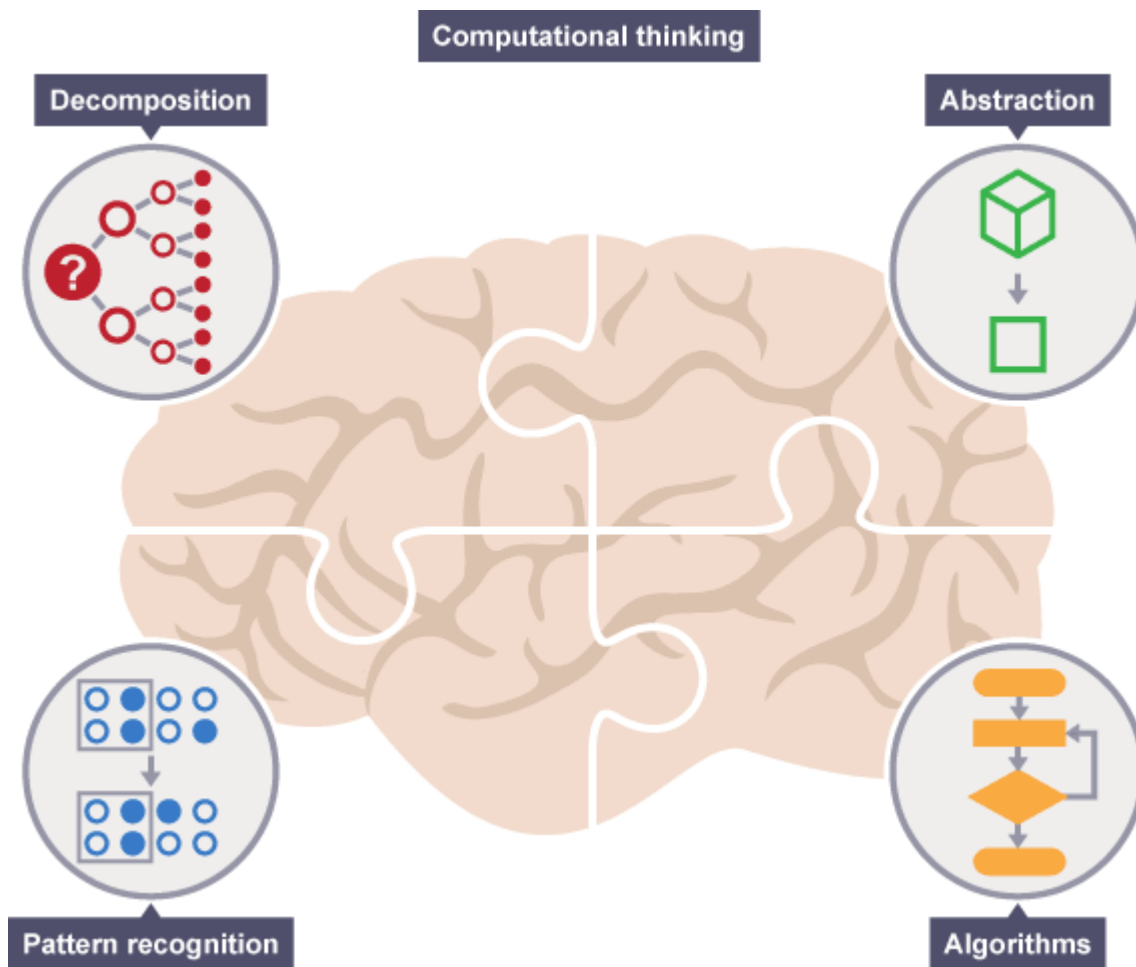 Computational thinking
Decomposition
Abstraction
?
Pattern recognition
Algorithms